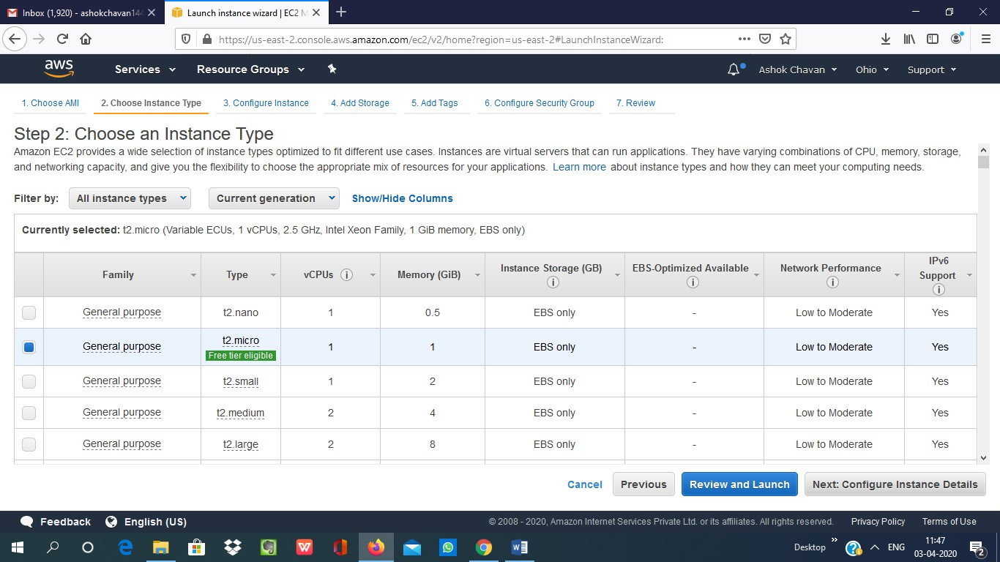 Inbox (1,920) - ashokchavan144
Launch instance wizard | EC2 M
https://us-east-2.console.aws.amazon.com/ec2/v2/home?region=us-east-2#LaunchInstanceWizard:
aws Services Resource Groups Ashok Chavan Ohio Support
1. Choose AMI 2. Choose Instance Type 3. Configure Instance 4. Add Storage 5. Add Tags 6. Configure Security Group 7. Review
Step 2: Choose an Instance Type
Amazon EC2 provides a wide selection of instance types optimized to fit different use cases. Instances are virtual servers that can run applications. They have varying combinations of CPU, memory, storage,
and networking capacity, and give you the flexibility to choose the appropriate mix of resources for your applications. Learn more about instance types and how they can meet your computing needs.
Filter by: All instance types Current generation Show/Hide Columns
Currently selected: t2.micro (Variable ECUs, 1 vCPUs, 2.5 GHz, Intel Xeon Family, 1 GiB memory, EBS only)
Family Type vCPUs i Memory (GiB) Instance Storage (GB) i EBS-Optimized Available i Network Performance i IPv6 Support i
General purpose t2.nano 1 0.5 EBS only - Low to Moderate Yes
General purpose t2.micro Free tier eligible 1 1 EBS only - Low to Moderate Yes
General purpose t2.small 1 2 EBS only - Low to Moderate Yes
General purpose t2.medium 2 4 EBS only - Low to Moderate Yes
General purpose t2.large 2 8 EBS only - Low to Moderate Yes
Cancel Previous Review and Launch Next: Configure Instance Details
Feedback English (US) © 2008 - 2020, Amazon Internet Services Private Ltd. or its affiliates. All rights reserved. Privacy Policy Terms of Use
Desktop » ENG 11:47
03-04-2020 2